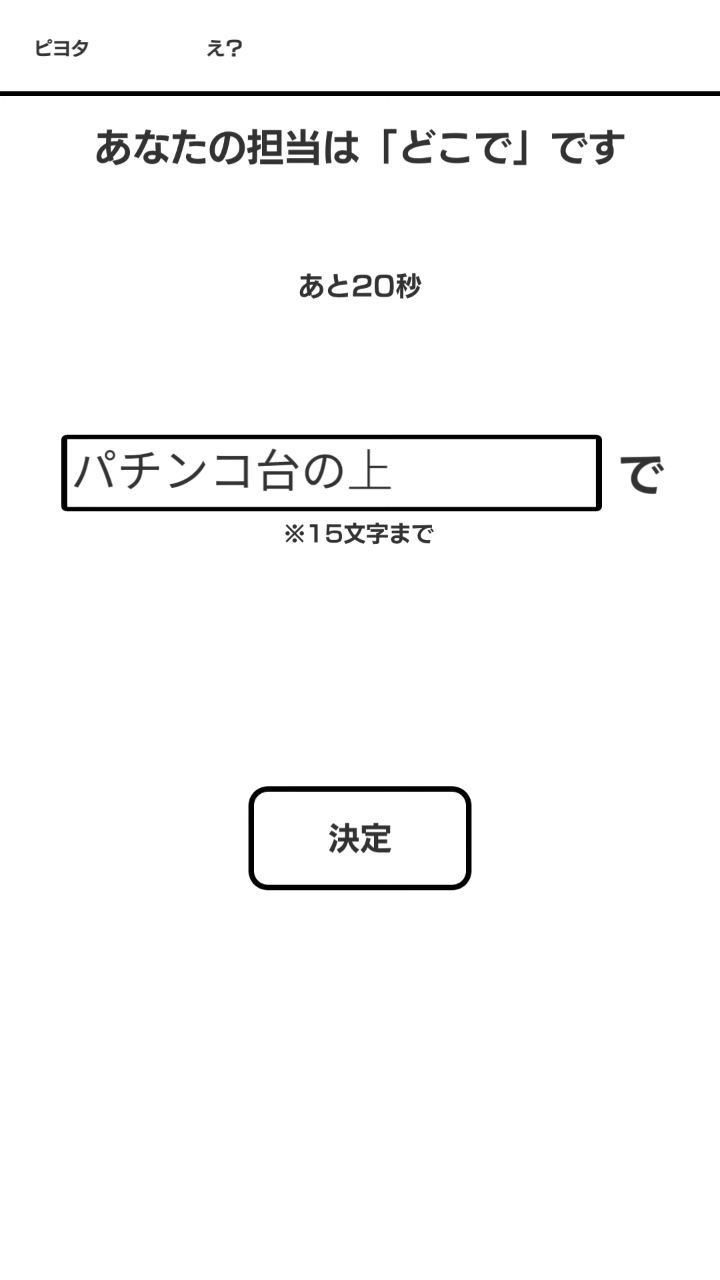 ピヨタ え？
あなたの担当は「どこで」です
あと20秒
パチンコ台の上 で
※15文字まで
決定